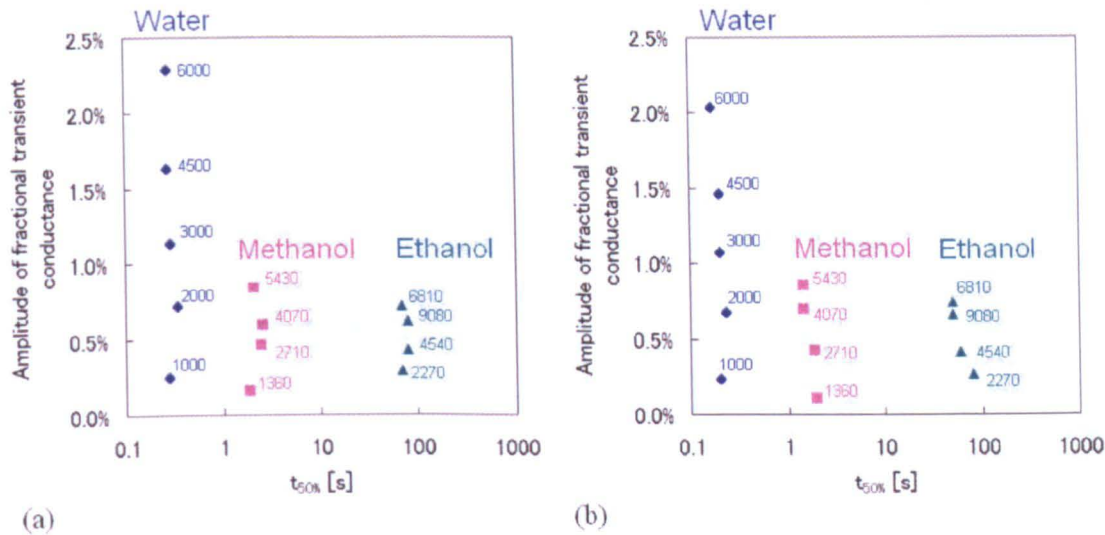 Water
2.5%
2.0%
1.5%
1.0%
0.5%
0.0%
Amplitude of fractional transient
conductance
6000
4500
3000
2000
1000
Methanol
5430
4070
2710
1360
Ethanol
6810
9080
4540
2270
0.1 1 10 100 1000
t50% [s]
(a)
Water
2.5%
2.0%
1.5%
1.0%
0.5%
0.0%
Amplitude of fractional transient
conductance
6000
4500
3000
2000
1000
Methanol
5430
4070
2710
1360
Ethanol
6810
9080
4540
2270
0.1 1 10 100 1000
t50% [s]
(b)